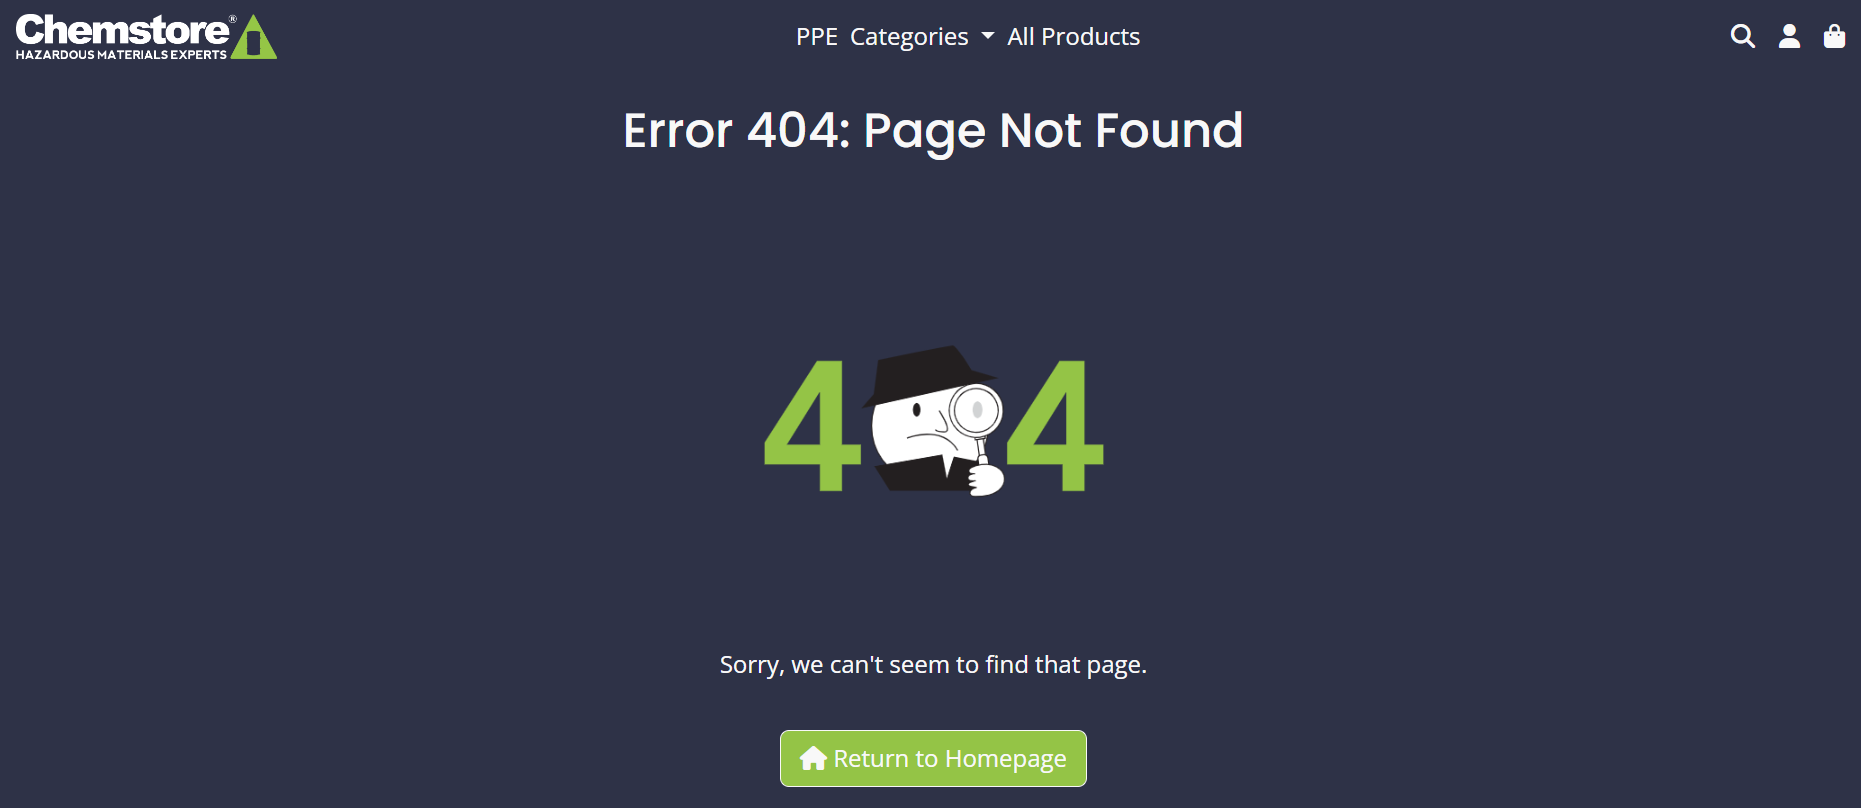 Chemstore®
HAZARDOUS MATERIALS EXPERTS
PPE Categories All Products
Error 404: Page Not Found
4 4
Sorry, we can't seem to find that page.
Return to Homepage